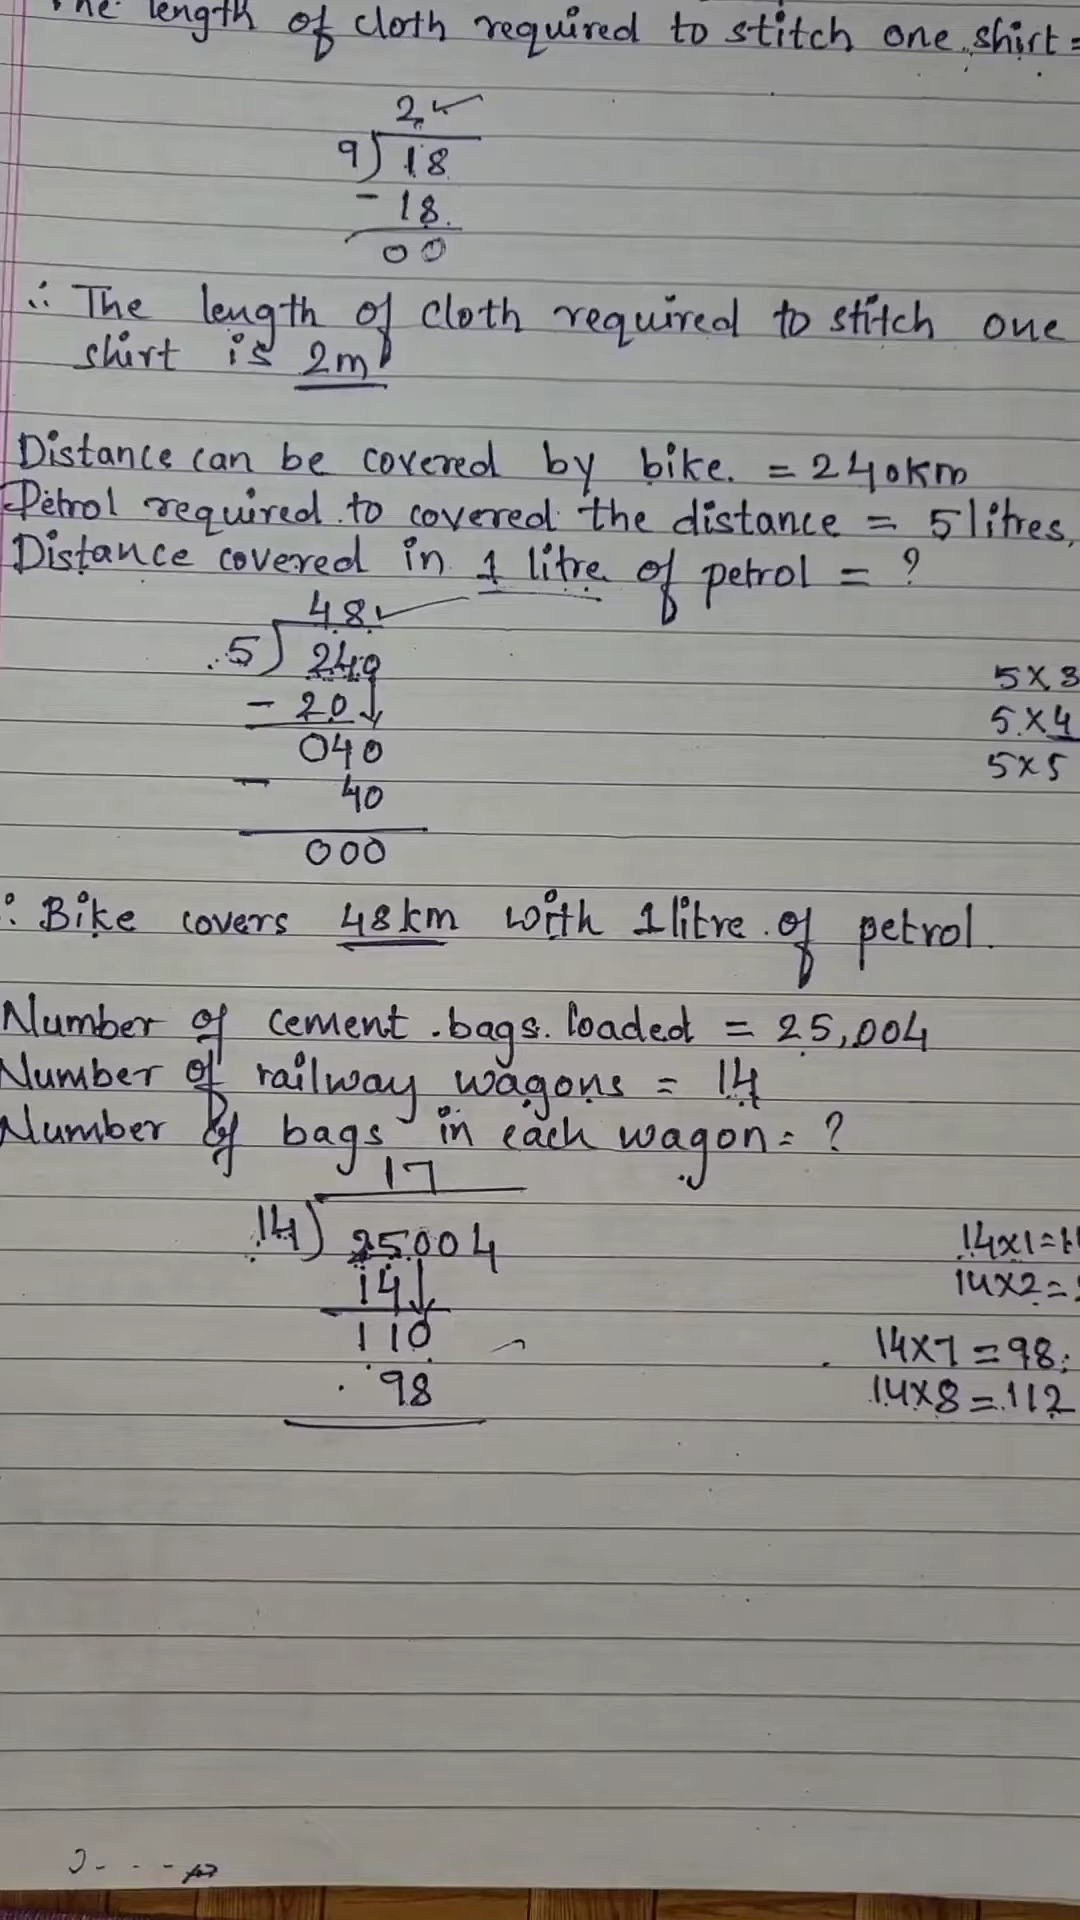 The length of cloth required to stitch one shirt =
2 ✓
9) 18
- 18
00
∴ The length of cloth required to stitch one
shirt is 2m
Distance can be covered by bike. = 240km
Petrol required to covered the distance = 5 litres,
Distance covered in 1 litre of petrol = ?
48 ✓
5) 240
- 20
040
- 40
000
5×3
5×4
5×5
∴ Bike covers 48km with 1 litre of petrol.
Number of cement bags loaded = 25,004
Number of railway wagons = 14
Number of bags in each wagon = ?
17
14) 25004
14
110
98
14×1=1
14×2=
14×7=98
14×8=112